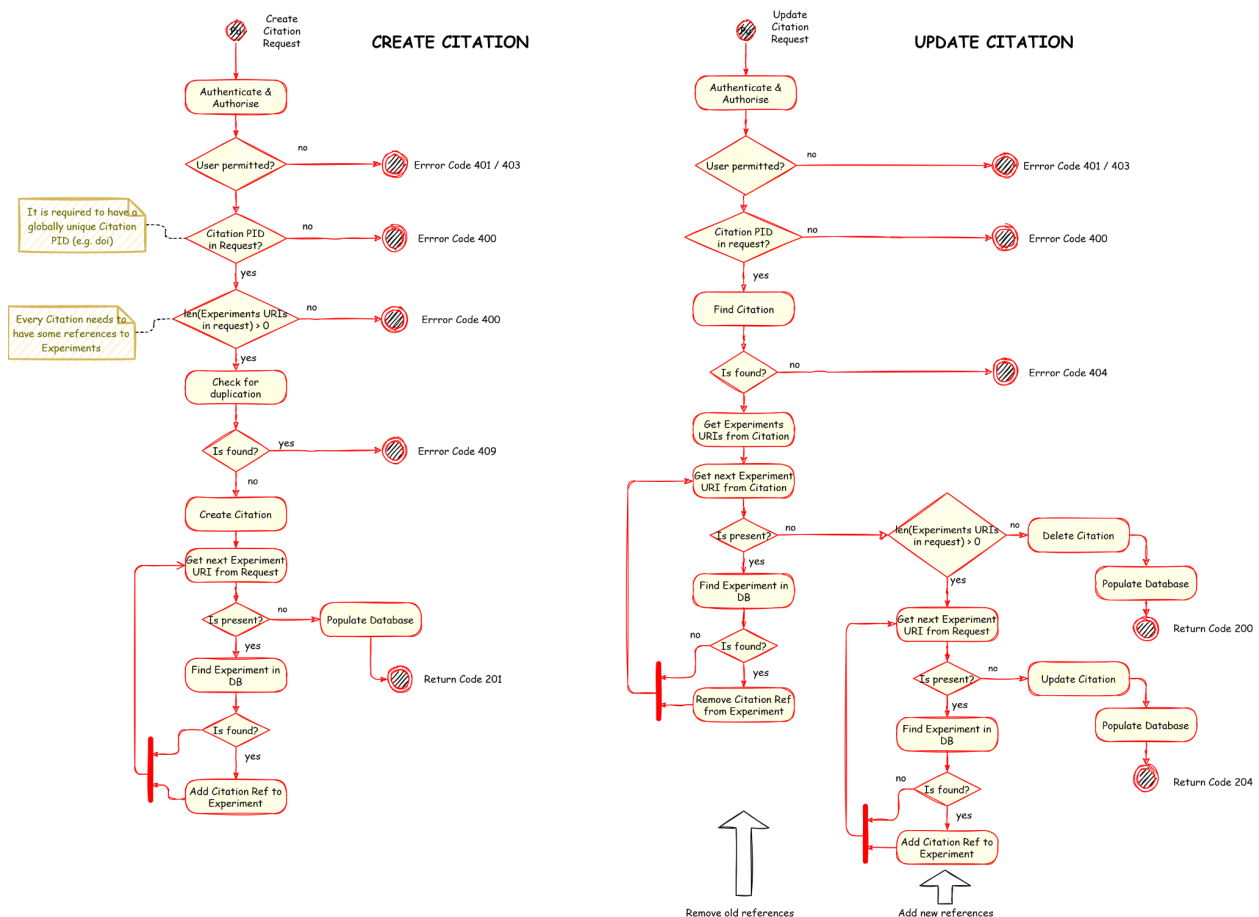 Create
Citation
Request
CREATE CITATION
Authenticate &
Authorise
User permitted?
no
Errror Code 401 / 403
It is required to have a
globally unique Citation
PID (e.g. doi)
Citation PID
in Request?
no
Errror Code 400
yes
Every Citation needs to
have some references to
Experiments
len(Experiments URIs
in request) > 0
no
Errror Code 400
yes
Check for
duplication
Is found?
yes
Errror Code 409
no
Create Citation
Get next Experiment
URI from Request
Is present?
no
Populate Database
yes
Find Experiment in
DB
Return Code 201
Is found?
yes
Add Citation Ref to
Experiment
Update
Citation
Request
UPDATE CITATION
Authenticate &
Authorise
User permitted?
no
Errror Code 401 / 403
Citation PID
in request?
no
Errror Code 400
yes
Find Citation
Is found?
no
Errror Code 404
Get Experiments
URIs from Citation
Get next Experiment
URI from Citation
Is present?
no
yes
Find Experiment in
DB
Is found?
no
yes
Remove Citation Ref
from Experiment
len(Experiments URIs
in request) > 0
no
Delete Citation
Populate Database
Return Code 200
yes
Get next Experiment
URI from Request
Is present?
no
Update Citation
Populate Database
Return Code 204
yes
Find Experiment in
DB
Is found?
no
yes
Add Citation Ref to
Experiment
Remove old references
Add new references